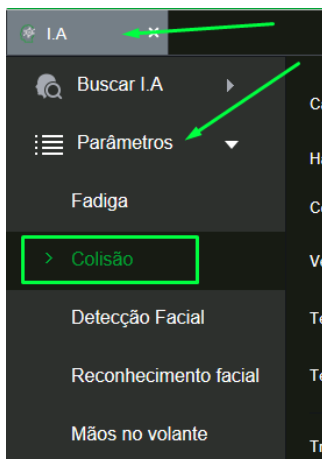 I.A
Buscar I.A
Parâmetros
Fadiga
Colisão
Detecção Facial
Reconhecimento facial
Mãos no volante